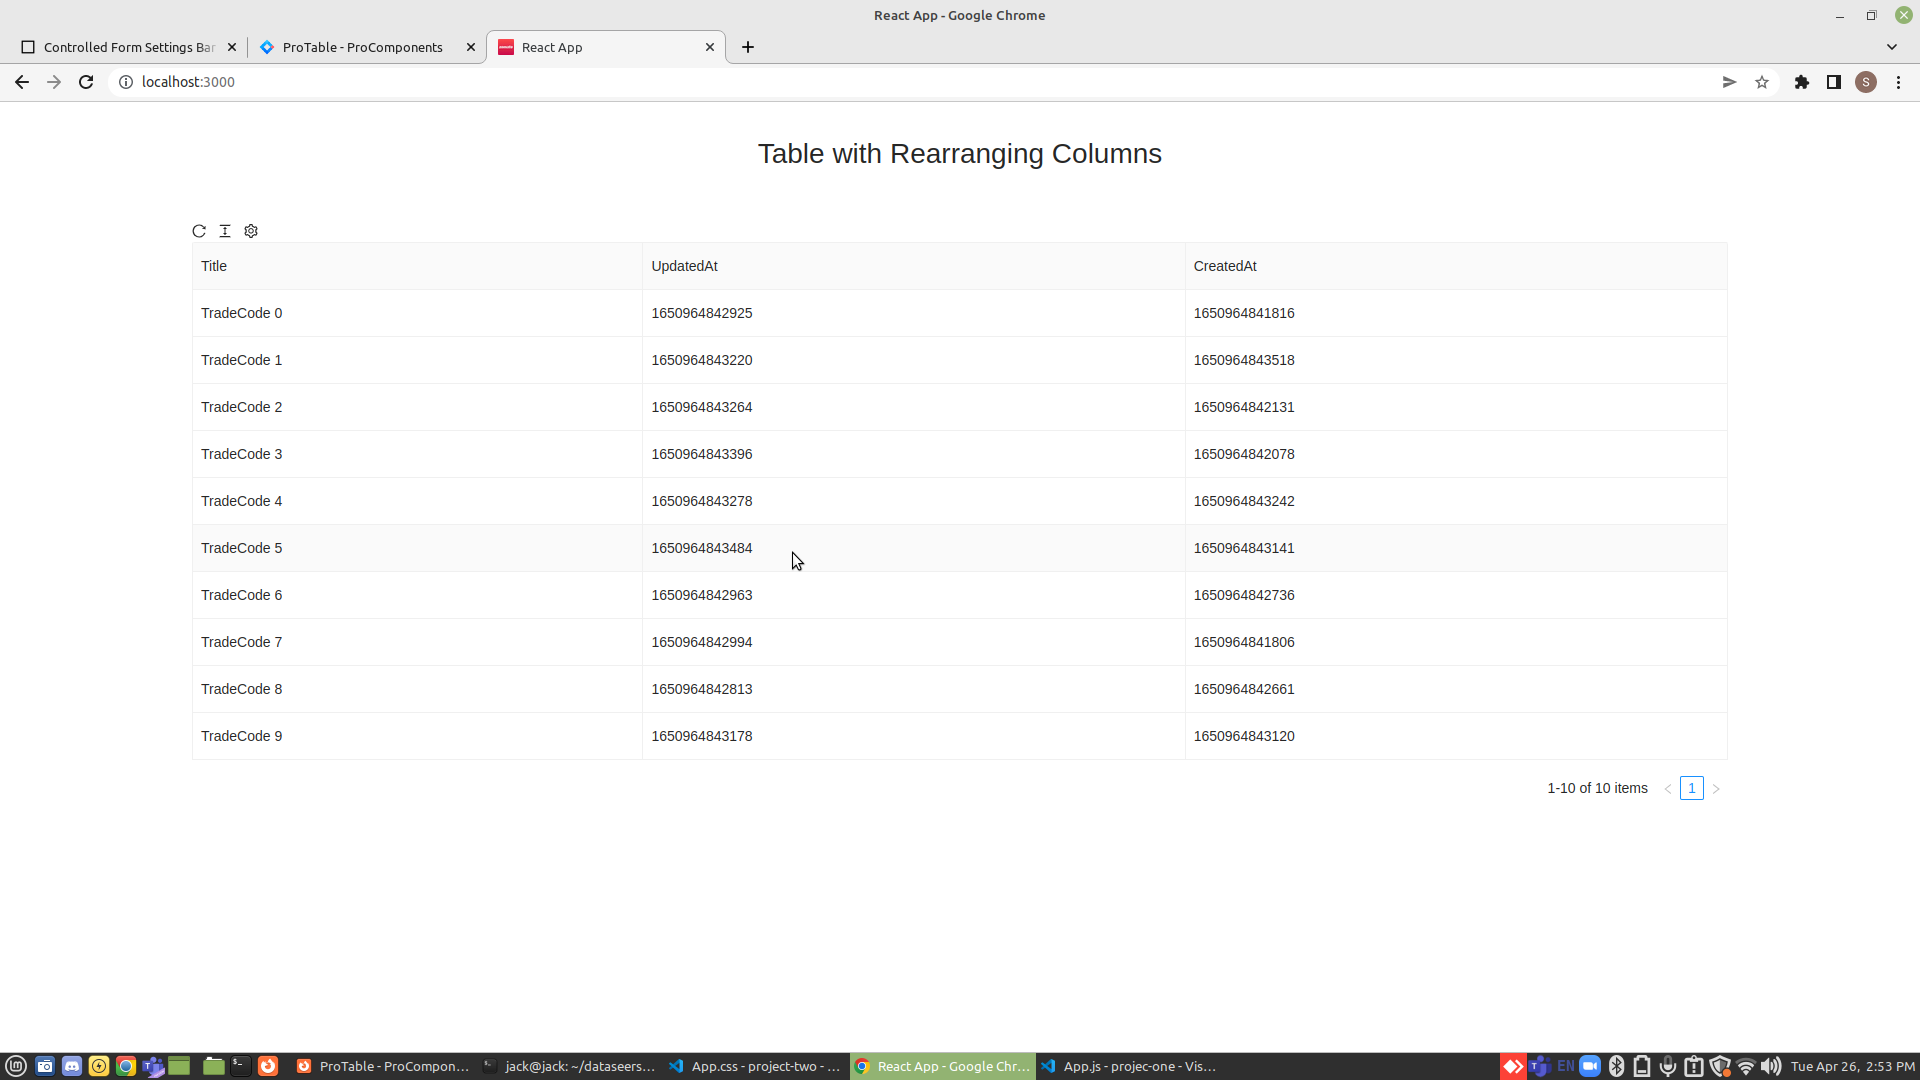 React App - Google Chrome
Controlled Form Settings Bar
ProTable - ProComponents
React App
localhost:3000
S
Table with Rearranging Columns
Title UpdatedAt CreatedAt
TradeCode 0 1650964842925 1650964841816
TradeCode 1 1650964843220 1650964843518
TradeCode 2 1650964843264 1650964842131
TradeCode 3 1650964843396 1650964842078
TradeCode 4 1650964843278 1650964843242
TradeCode 5 1650964843484 1650964843141
TradeCode 6 1650964842963 1650964842736
TradeCode 7 1650964842994 1650964841806
TradeCode 8 1650964842813 1650964842661
TradeCode 9 1650964843178 1650964843120
1-10 of 10 items 1
ProTable - ProCompon... jack@jack: ~/dataseers... App.css - project-two - ... React App - Google Chr... App.js - projec-one - Vis... EN Tue Apr 26, 2:53 PM